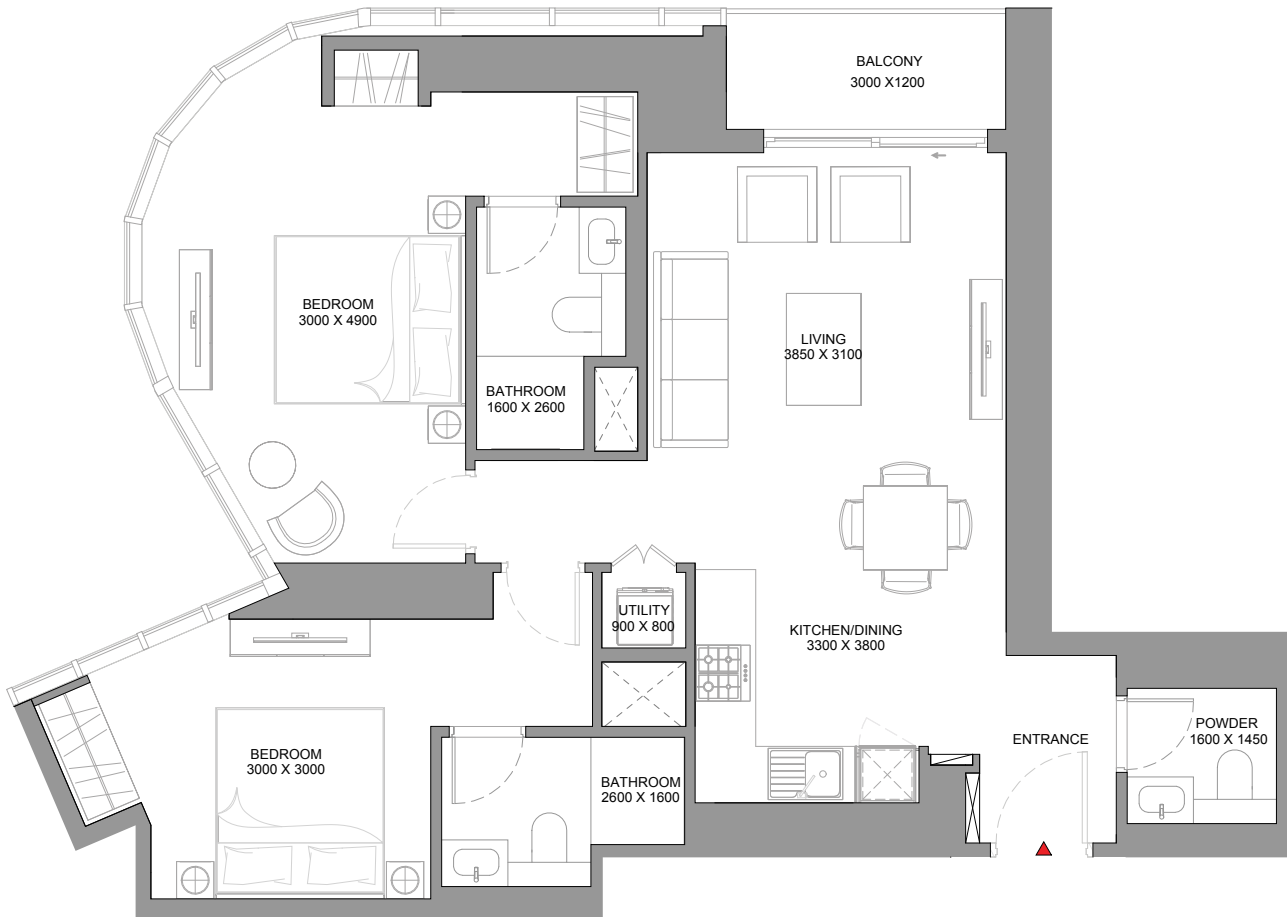 BALCONY
3000 X1200
BEDROOM
3000 X 4900
LIVING
3850 X 3100
BATHROOM
1600 X 2600
UTILITY
900 X 800
KITCHEN/DINING
3300 X 3800
POWDER
1600 X 1450
ENTRANCE
BEDROOM
3000 X 3000
BATHROOM
2600 X 1600